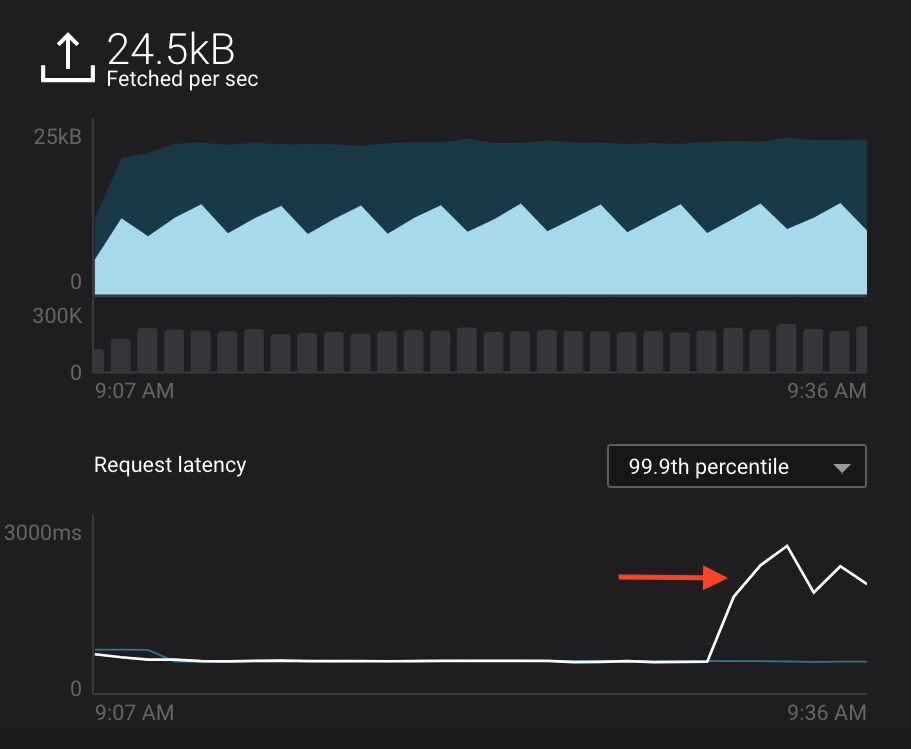 24.5kB
Fetched per sec
25kB
0
300K
0
9:07 AM 9:36 AM
Request latency 99.9th percentile
3000ms
0
9:07 AM 9:36 AM